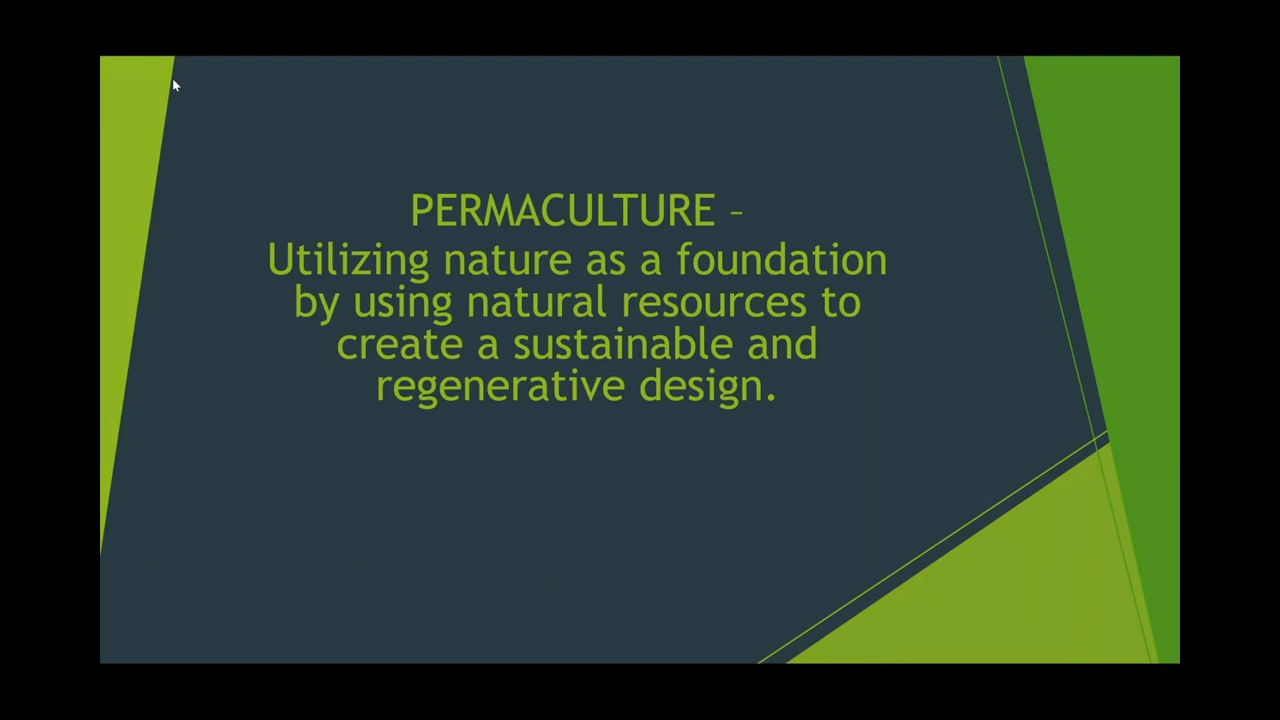 PERMACULTURE –
Utilizing nature as a foundation
by using natural resources to
create a sustainable and
regenerative design.